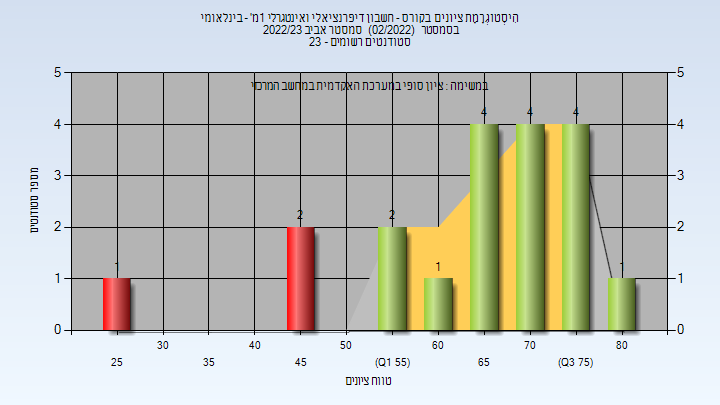 היסטוגרמת ציונים בקורס - חשבון דיפרנציאלי ואינטגרלי 1מ' - בינלאומי
בסמסטר (02/2022) סמסטר אביב 2022/23
סטודנטים רשומים - 23
במשימה : ציון סופי במערכת האקדמית במחשב המרכזי
מספר סטודנטים
5 5
4 4
3 3
2 2
1 1
0 0
1 2 2 1 4 4 4 1
25 30 35 40 45 50 (Q1 55) 60 65 70 (Q3 75) 80
טווח ציונים